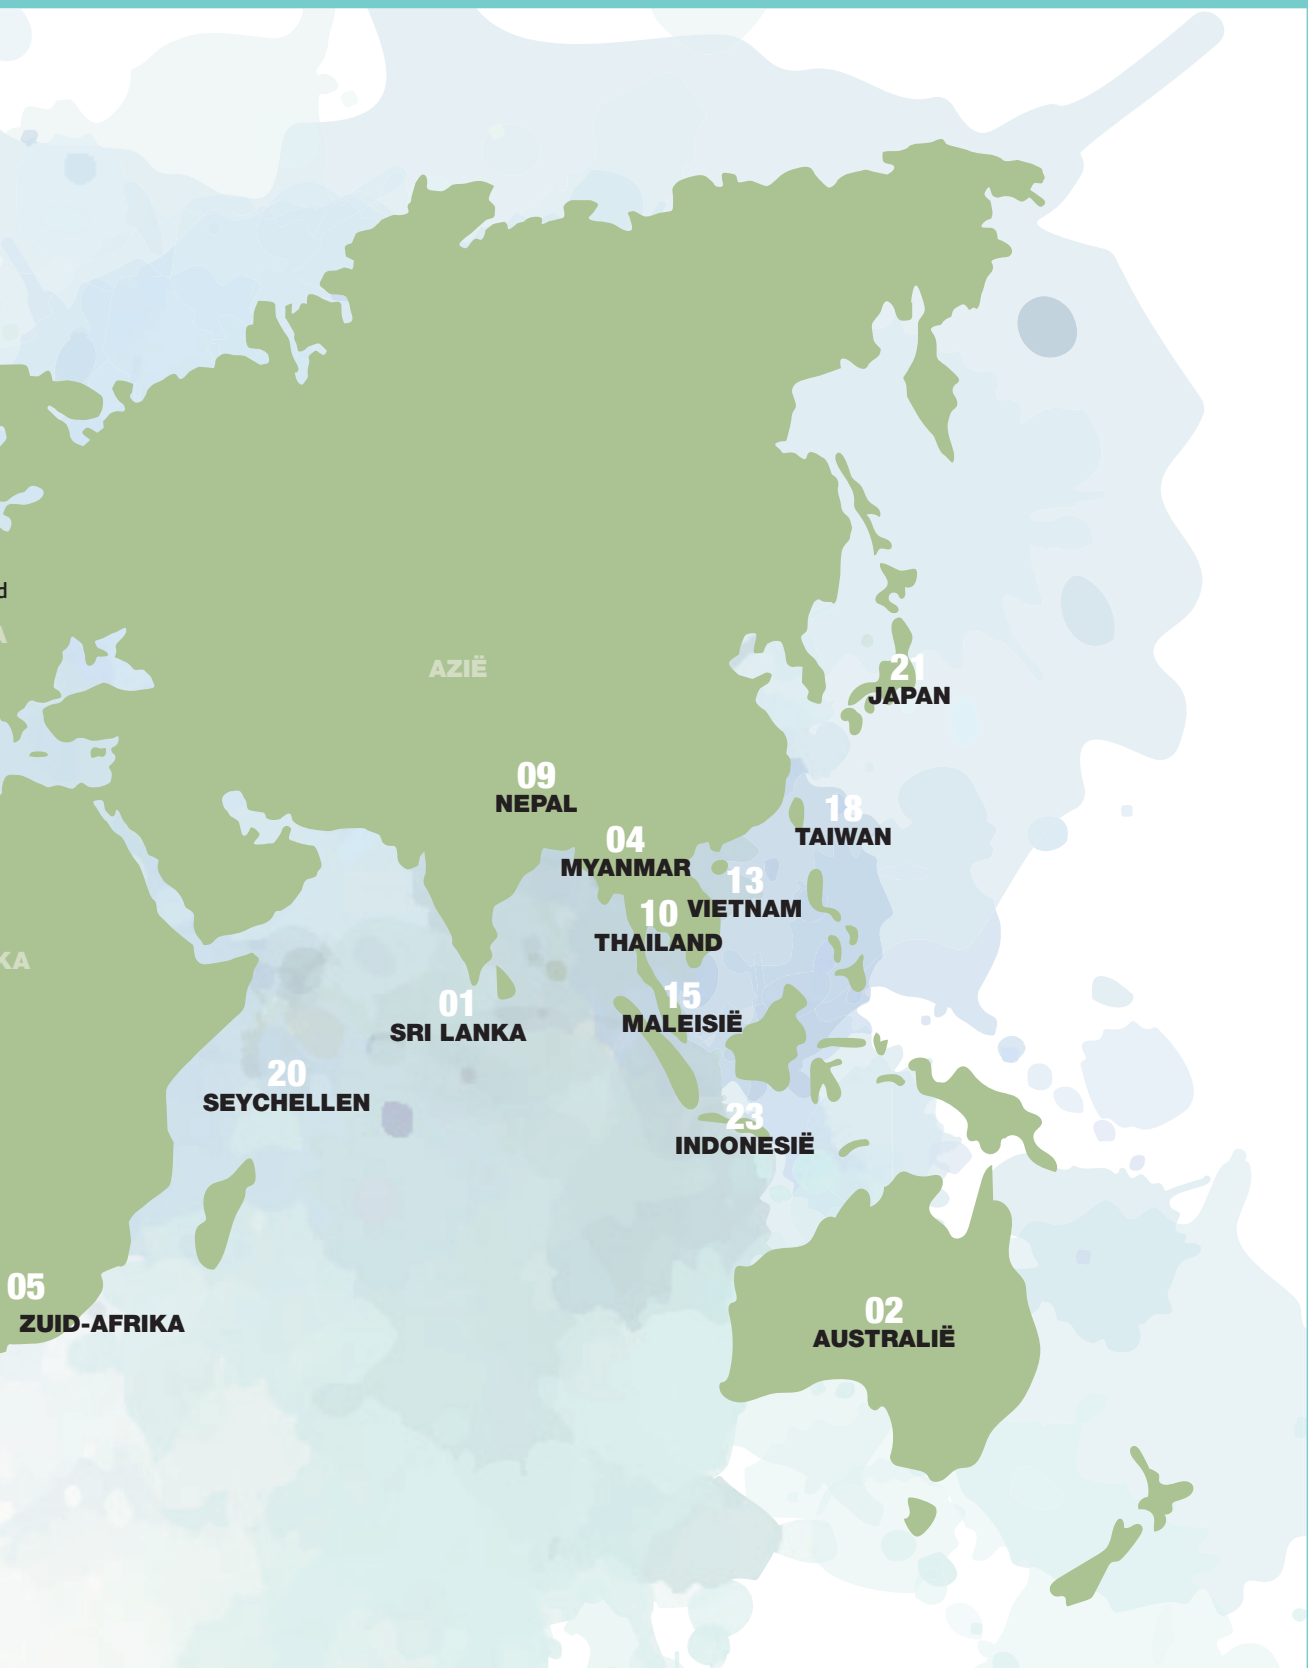 d
A
AZIË
21
JAPAN
09
NEPAL
18
TAIWAN
04
MYANMAR
13
VIETNAM
10
THAILAND
KA
15
MALEISIË
01
SRI LANKA
20
SEYCHELLEN
23
INDONESIË
05
ZUID-AFRIKA
02
AUSTRALIË